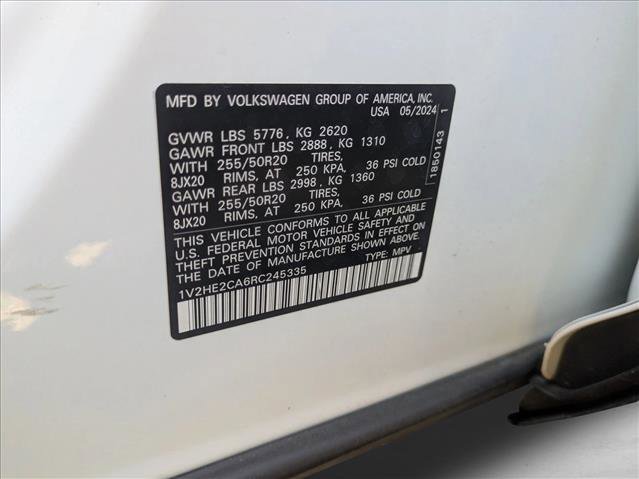 MFD BY VOLKSWAGEN GROUP OF AMERICA, INC.
USA 05/2024
GVWR LBS 5776, KG 2620
GAWR FRONT LBS 2888, KG 1310
WITH 255/50R20 TIRES,
8JX20 RIMS, AT 250 KPA, 36 PSI COLD
GAWR REAR LBS 2998, KG 1360
WITH 255/50R20 TIRES,
8JX20 RIMS, AT 250 KPA, 36 PSI COLD
THIS VEHICLE CONFORMS TO ALL APPLICABLE
U.S. FEDERAL MOTOR VEHICLE SAFETY AND
THEFT PREVENTION STANDARDS IN EFFECT ON
THE DATE OF MANUFACTURE SHOWN ABOVE.
1V2HE2CA6RC245335 TYPE: MPV
1850143 1